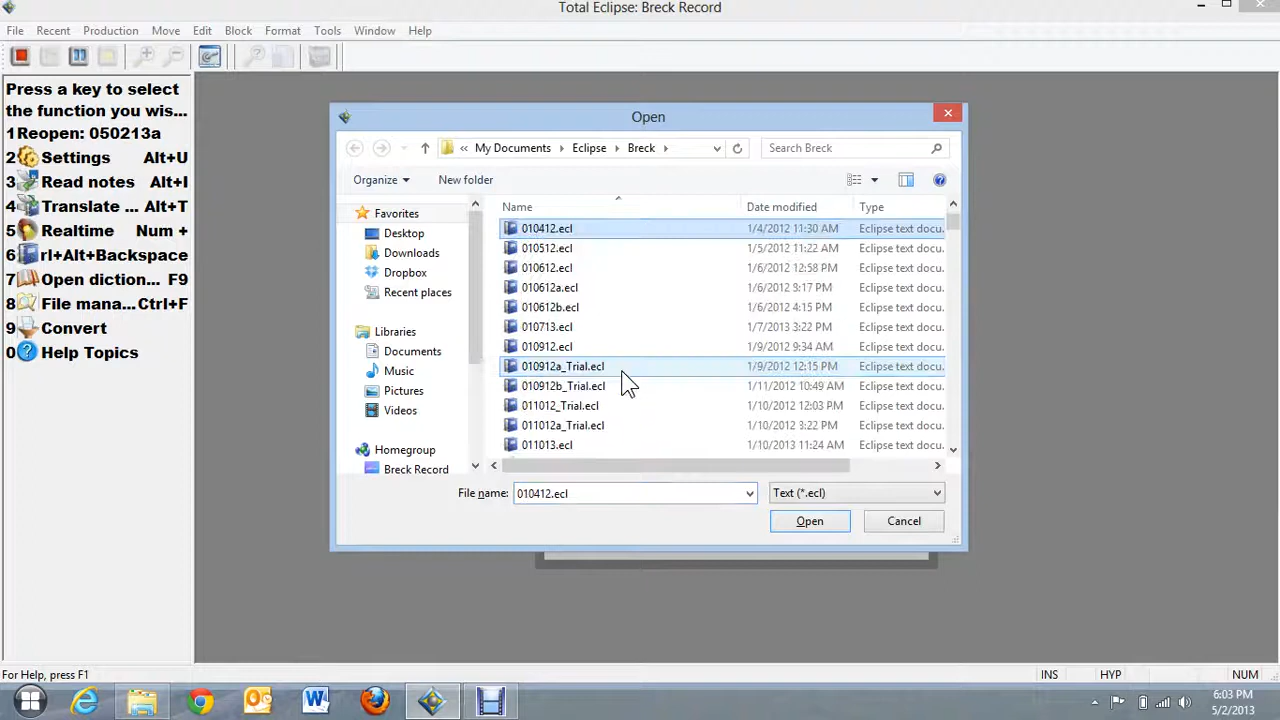 Total Eclipse: Breck Record
File Recent Production Move Edit Block Format Tools Window Help
Press a key to select
the function you wis...
1Reopen: 050213a
2 Settings Alt+U
3 Read notes Alt+I
4 Translate ... Alt+T
5 Realtime Num +
6 rl+Alt+Backspace
7 Open diction... F9
8 File mana... Ctrl+F
9 Convert
0 Help Topics
Open
« My Documents Eclipse Breck
Search Breck
Organize New folder
Favorites
Desktop
Downloads
Dropbox
Recent places
Libraries
Documents
Music
Pictures
Videos
Homegroup
Breck Record
Name Date modified Type
010412.ecl 1/4/2012 11:30 AM Eclipse text docu.
010512.ecl 1/5/2012 11:22 AM Eclipse text docu.
010612.ecl 1/6/2012 12:58 PM Eclipse text docu.
010612a.ecl 1/6/2012 3:17 PM Eclipse text docu.
010612b.ecl 1/6/2012 4:15 PM Eclipse text docu.
010713.ecl 1/7/2013 3:22 PM Eclipse text docu.
010912.ecl 1/9/2012 9:34 AM Eclipse text docu.
010912a_Trial.ecl 1/9/2012 12:15 PM Eclipse text docu.
010912b_Trial.ecl 1/11/2012 10:49 AM Eclipse text docu.
011012_Trial.ecl 1/10/2012 12:03 PM Eclipse text docu.
011012a_Trial.ecl 1/10/2012 3:22 PM Eclipse text docu.
011013.ecl 1/10/2013 11:24 AM Eclipse text docu.
File name: 010412.ecl Text (*.ecl)
Open Cancel
For Help, press F1
INS HYP NUM
6:03 PM
5/2/2013